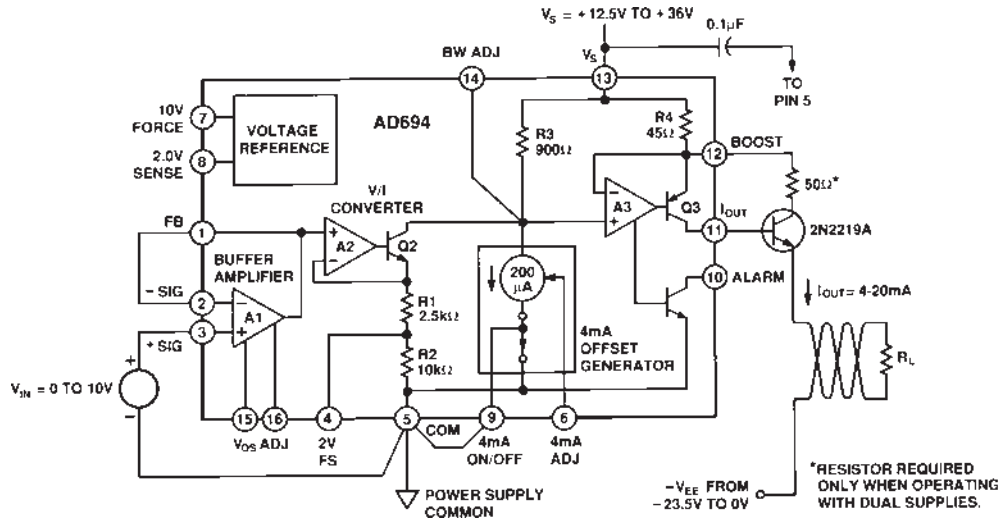 V_S = +12.5V TO +36V
0.1µF
BW ADJ
V_S
14
13
TO
PIN 5
10V
FORCE
7
VOLTAGE
REFERENCE
AD694
R3
900Ω
R4
45Ω
BOOST
12
2.0V
SENSE
8
50Ω*
V/I
CONVERTER
FB
1
+
A2
−
Q2
−
A3
+
Q3
I_OUT
11
2N2219A
BUFFER
AMPLIFIER
200
µA
10
ALARM
− SIG
2
−
A1
+
3
+ SIG
R1
2.5kΩ
4mA
OFFSET
GENERATOR
I_OUT = 4-20mA
R2
10kΩ
R_L
+
V_IN = 0 TO 10V
−
15
16
4
5
COM
9
6
V_OS ADJ
2V
FS
4mA
ON/OFF
4mA
ADJ
POWER SUPPLY
COMMON
−V_EE FROM
−23.5V TO 0V
*RESISTOR REQUIRED
ONLY WHEN OPERATING
WITH DUAL SUPPLIES.